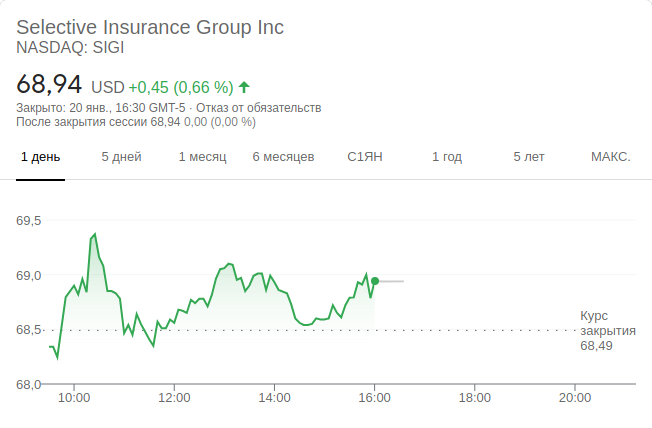 Selective Insurance Group Inc
NASDAQ: SIGI
68,94 USD +0,45 (0,66 %)
Закрыто: 20 янв., 16:30 GMT-5 · Отказ от обязательств
После закрытия сессии 68,94 0,00 (0,00 %)
1 день 5 дней 1 месяц 6 месяцев С1ЯН 1 год 5 лет МАКС.
69,5
69,0
68,5
Курс
закрытия
68,49
68,0
10:00 12:00 14:00 16:00 18:00 20:00